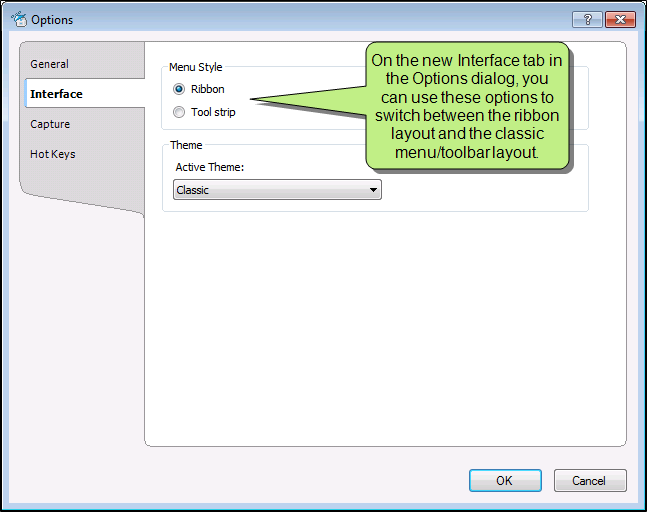 Options
?
General
Interface
Capture
Hot Keys
Menu Style
Ribbon
Tool strip
On the new Interface tab in
the Options dialog, you
can use these options to
switch between the ribbon
layout and the classic
menu/toolbar layout.
Theme
Active Theme:
Classic
OK
Cancel